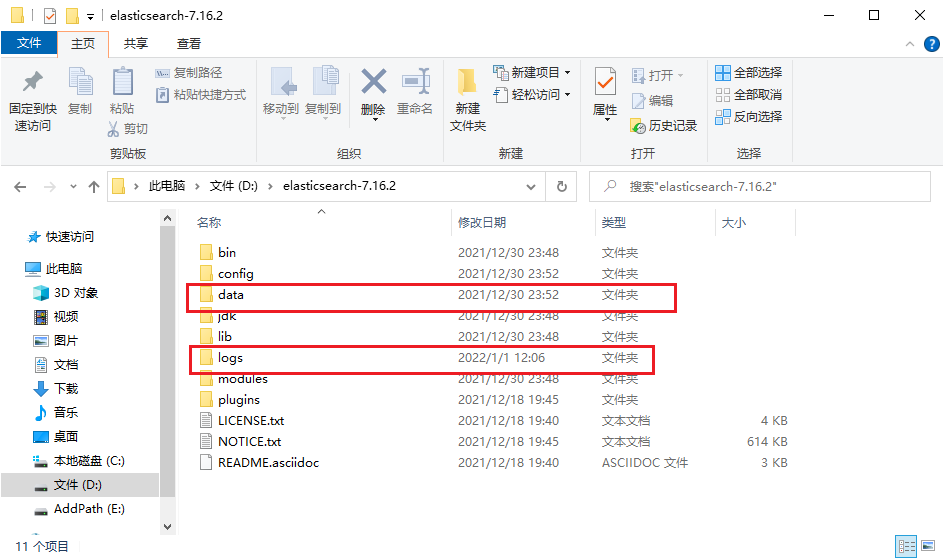 elasticsearch-7.16.2
文件 主页 共享 查看
固定到快速访问
复制
粘贴
复制路径
粘贴快捷方式
剪切
剪贴板
移动到
复制到
删除
重命名
组织
新建文件夹
新建项目
轻松访问
新建
属性
打开
编辑
历史记录
打开
全部选择
全部取消
反向选择
选择
此电脑 > 文件 (D:) > elasticsearch-7.16.2
搜索"elasticsearch-7.16.2"
快速访问
此电脑
3D 对象
视频
图片
文档
下载
音乐
桌面
本地磁盘 (C:)
文件 (D:)
AddPath (E:)
名称 修改日期 类型 大小
bin 2021/12/30 23:48 文件夹
config 2021/12/30 23:52 文件夹
data 2021/12/30 23:52 文件夹
jdk 2021/12/30 23:48 文件夹
lib 2021/12/30 23:48 文件夹
logs 2022/1/1 12:06 文件夹
modules 2021/12/30 23:48 文件夹
plugins 2021/12/18 19:45 文件夹
LICENSE.txt 2021/12/18 19:40 文本文档 4 KB
NOTICE.txt 2021/12/18 19:45 文本文档 614 KB
README.asciidoc 2021/12/18 19:40 ASCIIDOC 文件 3 KB
11 个项目